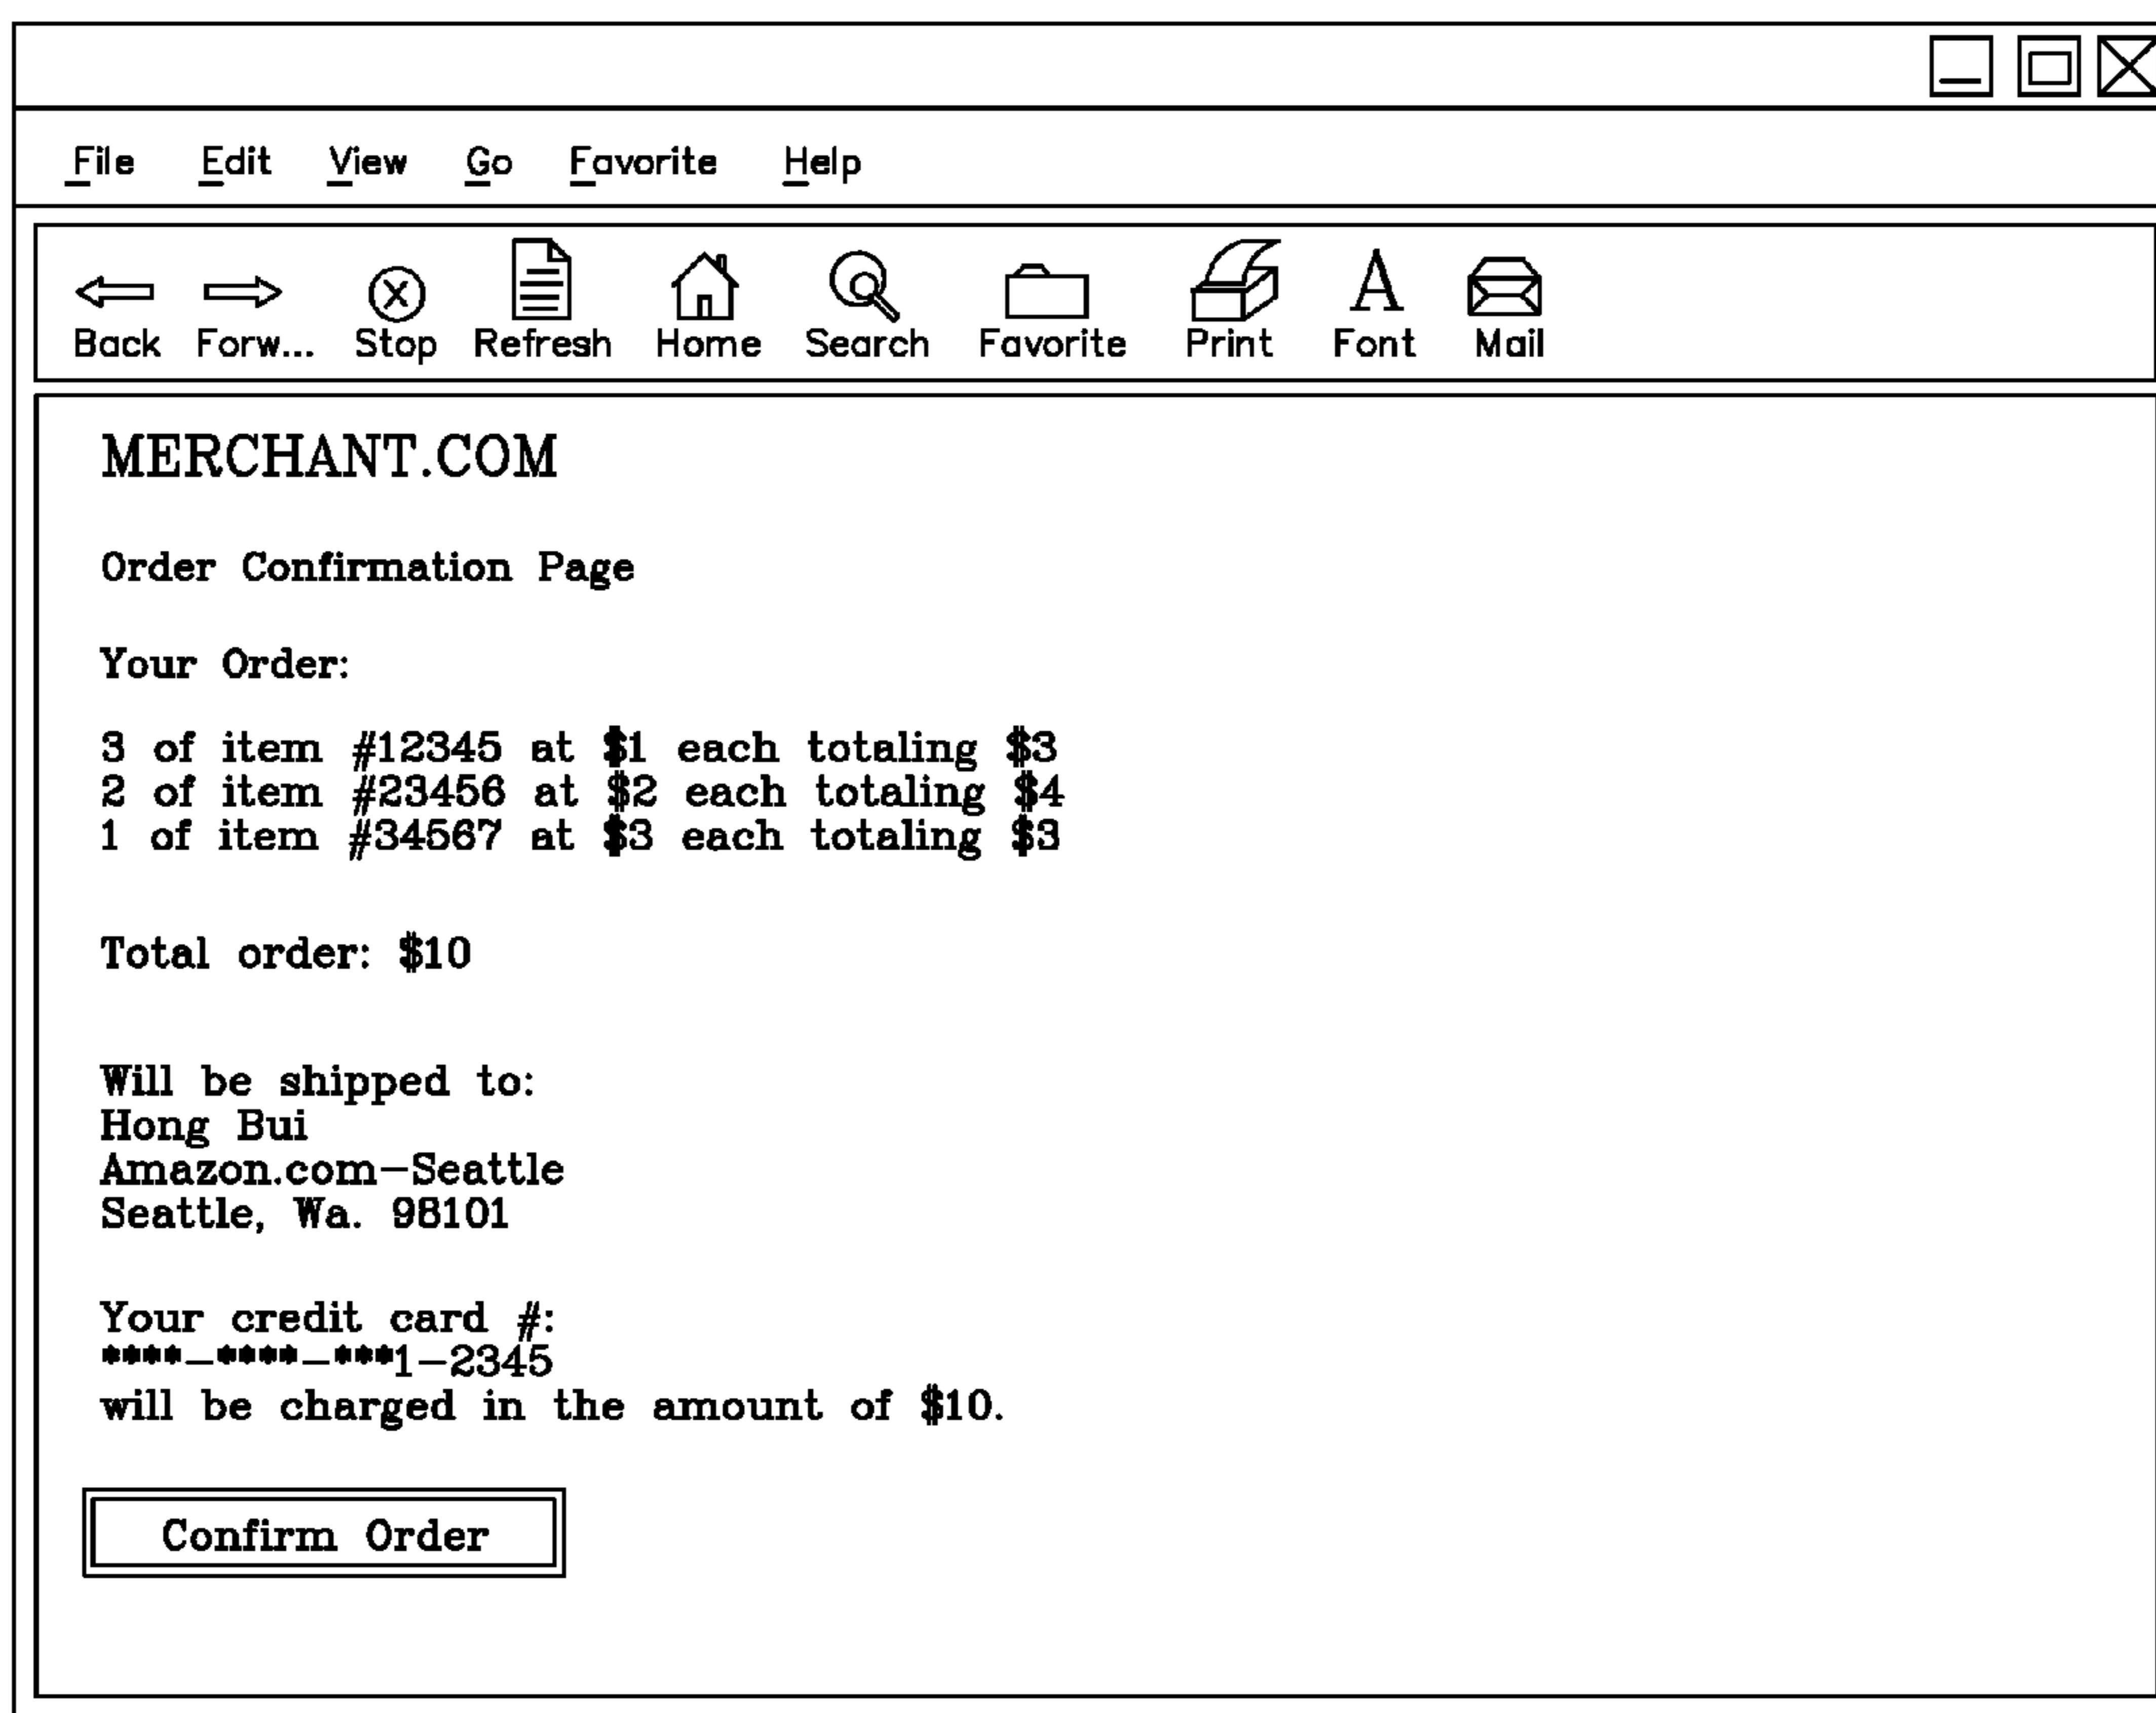 File Edit View Go Favorite Help
Back Forw... Stop Refresh Home Search Favorite Print Font Mail
MERCHANT.COM
Order Confirmation Page
Your Order:
3 of item #12345 at $1 each totaling $3
2 of item #23456 at $2 each totaling $4
1 of item #34567 at $3 each totaling $3
Total order: $10
Will be shipped to:
Hong Bui
Amazon.com-Seattle
Seattle, Wa. 98101
Your credit card #:
****-****-***1-2345
will be charged in the amount of $10.
Confirm Order